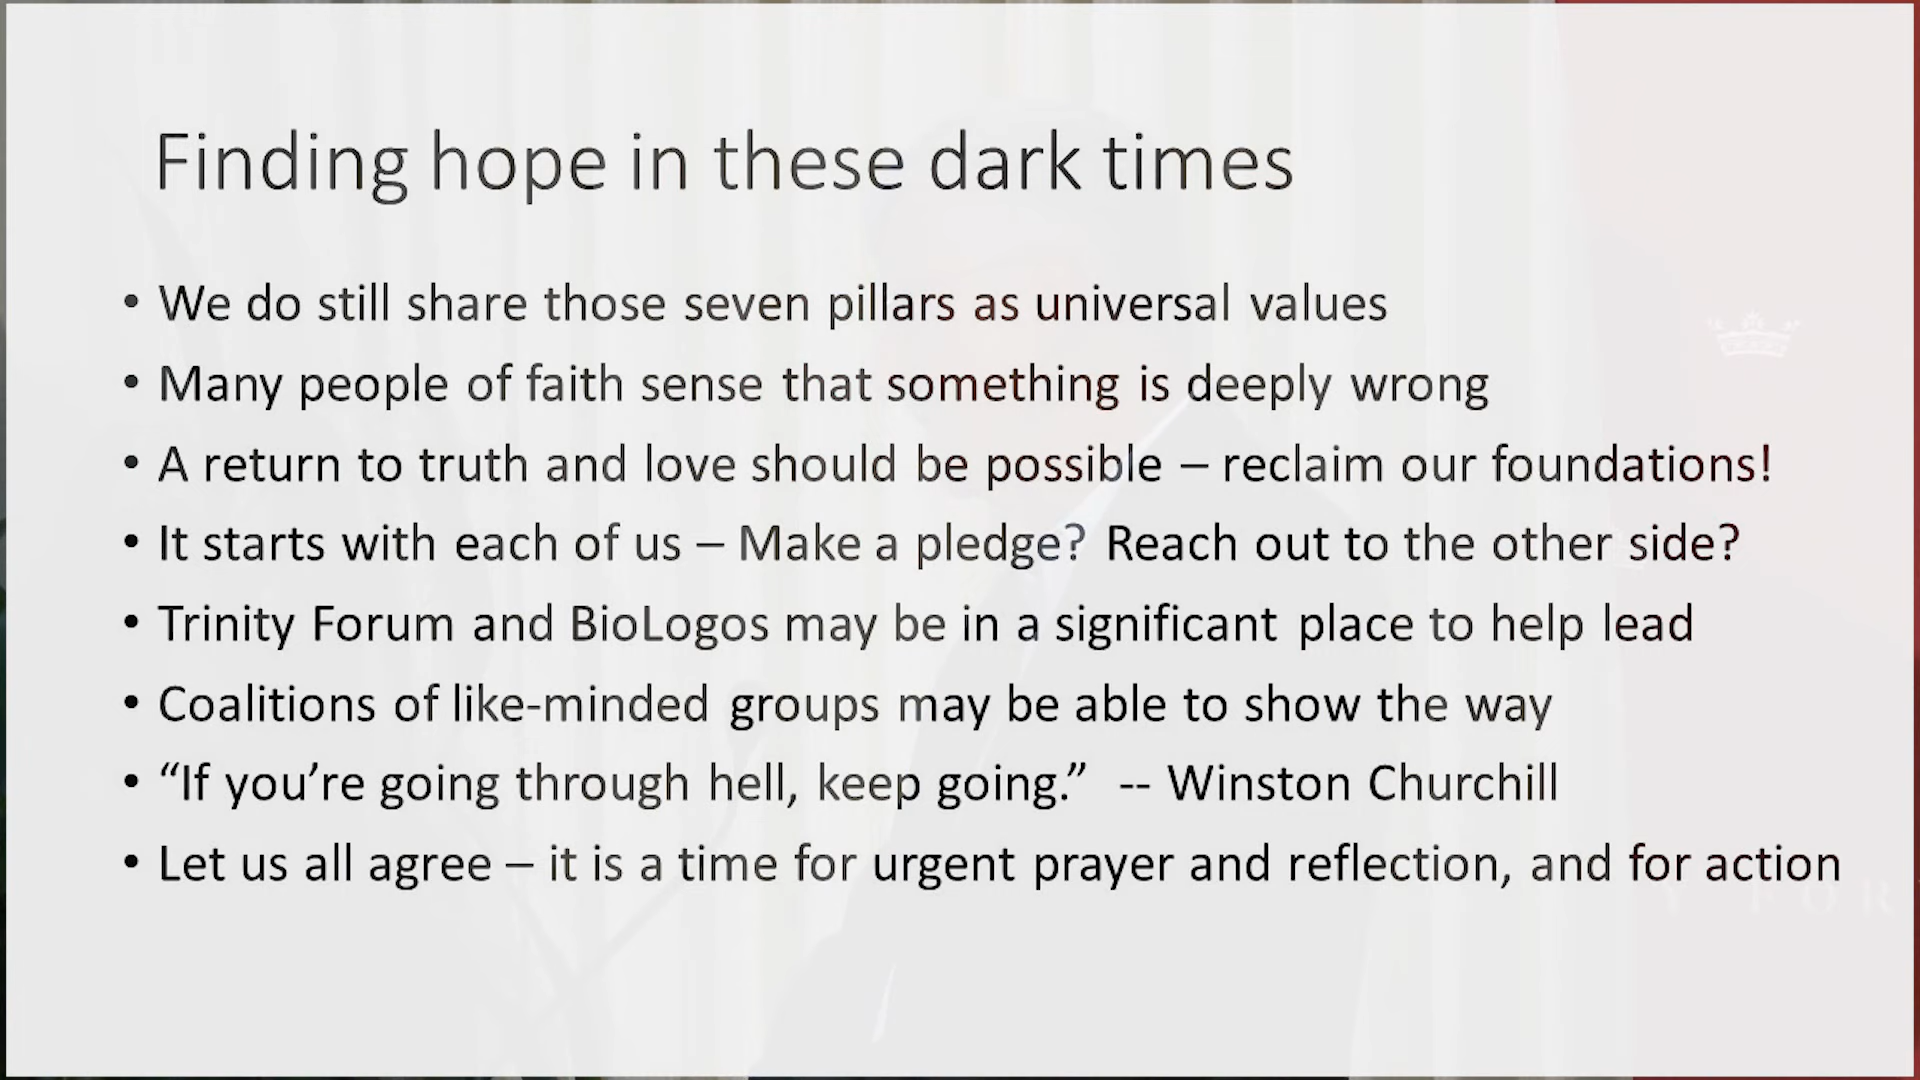 Finding hope in these dark times
• We do still share those seven pillars as universal values
• Many people of faith sense that something is deeply wrong
• A return to truth and love should be possible – reclaim our foundations!
• It starts with each of us – Make a pledge? Reach out to the other side?
• Trinity Forum and BioLogos may be in a significant place to help lead
• Coalitions of like-minded groups may be able to show the way
• “If you’re going through hell, keep going.” -- Winston Churchill
• Let us all agree – it is a time for urgent prayer and reflection, and for action
Y FOR